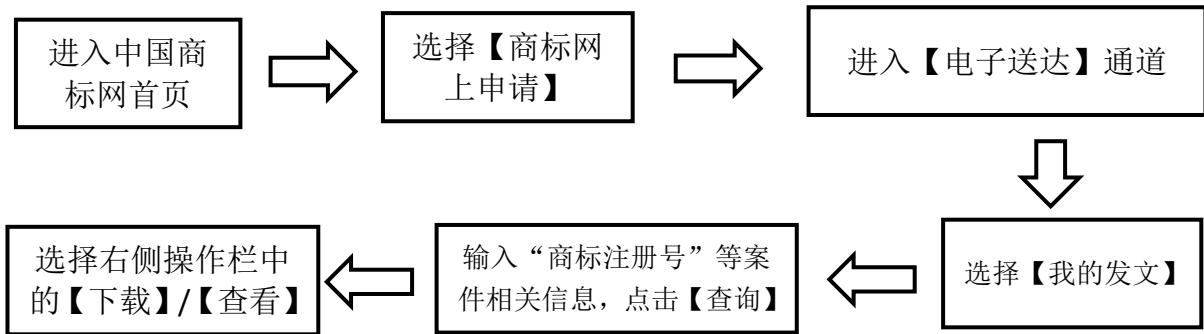 进入中国商
标网首页
选择【商标网
上申请】
进入【电子送达】通道
选择【我的发文】
输入“商标注册号”等案
件相关信息，点击【查询】
选择右侧操作栏中
的【下载】/【查看】